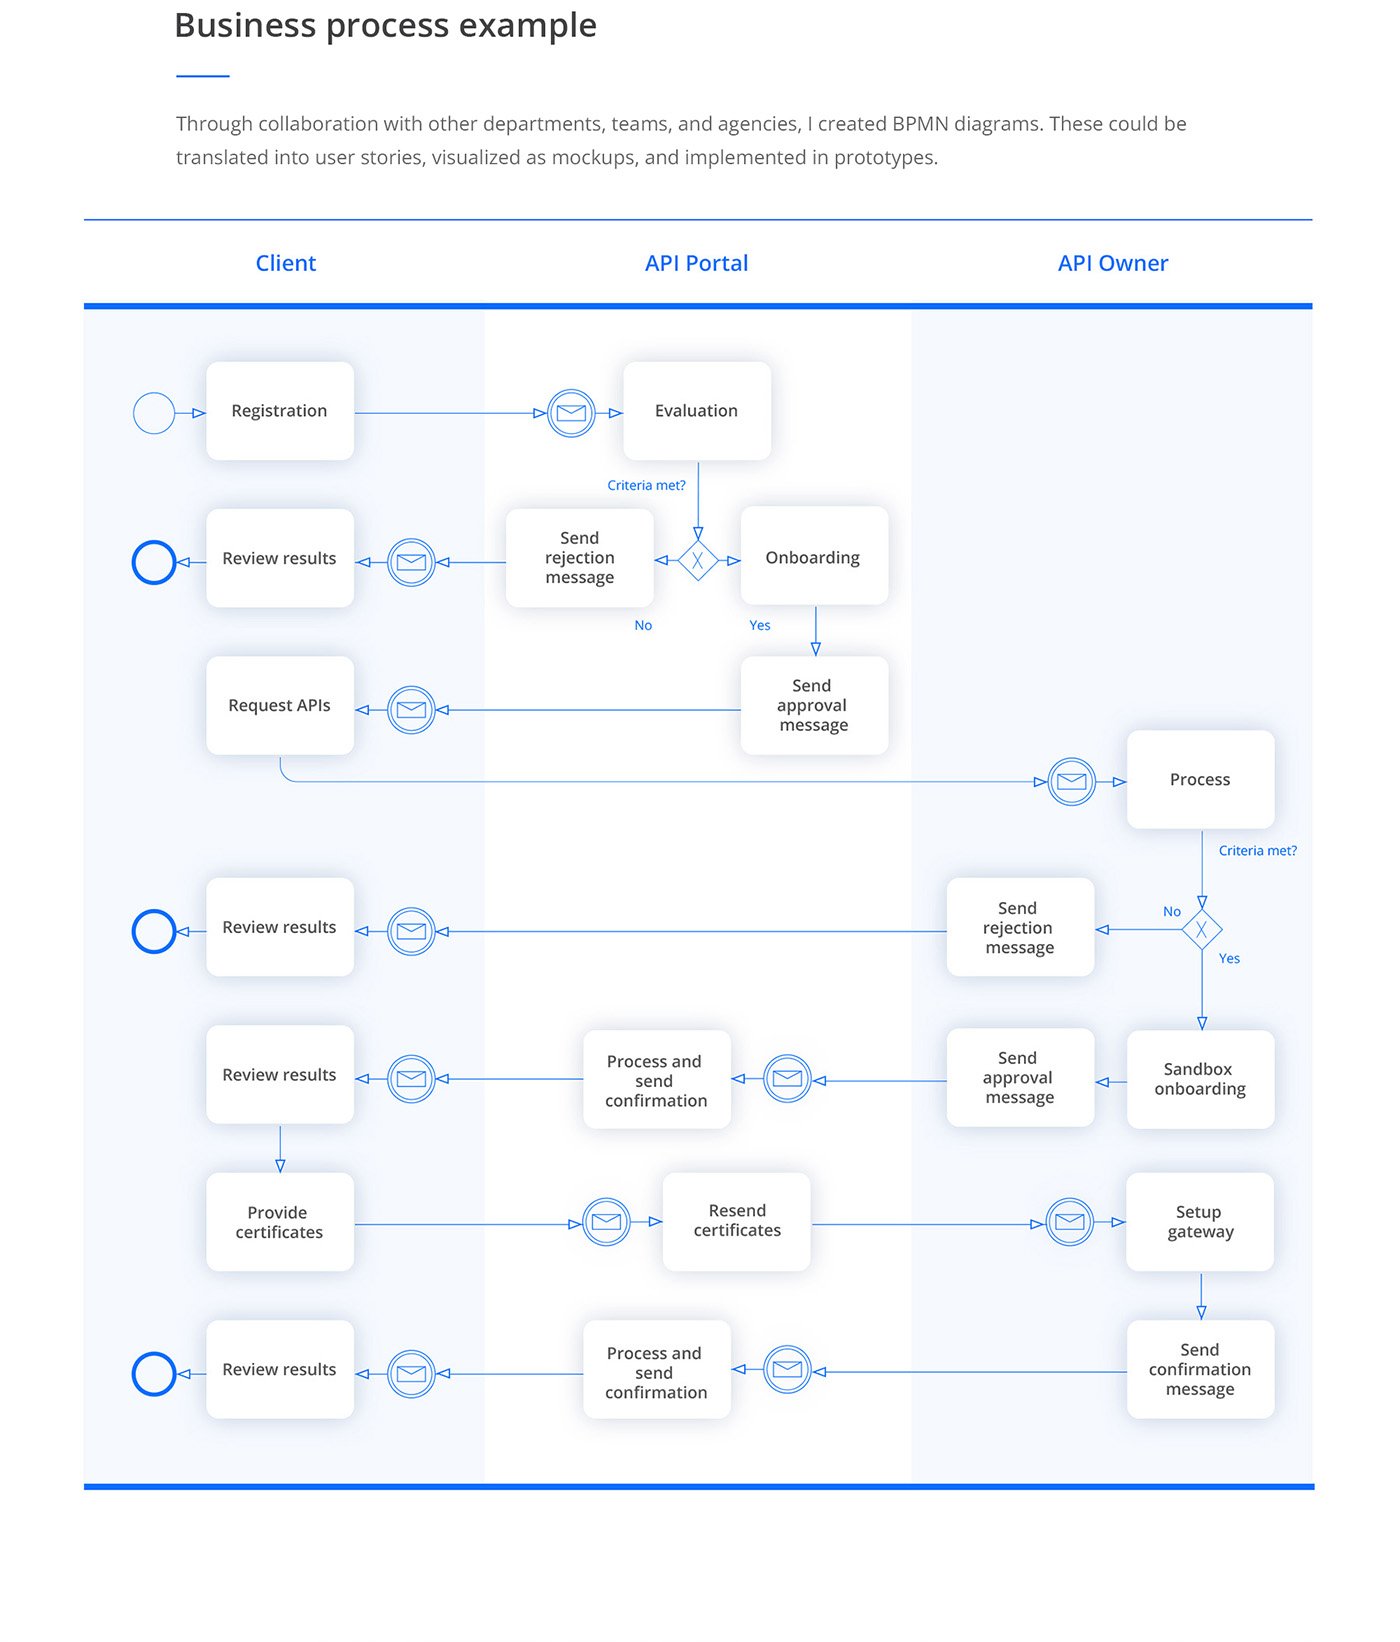 Business process example
Through collaboration with other departments, teams, and agencies, I created BPMN diagrams. These could be
translated into user stories, visualized as mockups, and implemented in prototypes.
Client
API Portal
API Owner
Registration
Evaluation
Criteria met?
Review results
Send
rejection
message
X
Onboarding
No
Yes
Request APIs
Send
approval
message
Process
Criteria met?
Review results
Send
rejection
message
No
X
Yes
Review results
Process and
send
confirmation
Send
approval
message
Sandbox
onboarding
Provide
certificates
Resend
certificates
Setup
gateway
Review results
Process and
send
confirmation
Send
confirmation
message